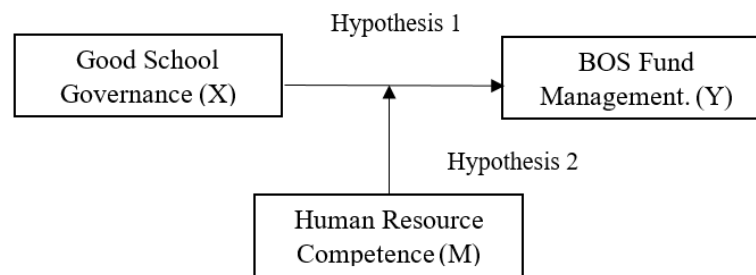 Hypothesis 1
Good School
Governance (X)
BOS Fund
Management. (Y)
Hypothesis 2
Human Resource
Competence (M)